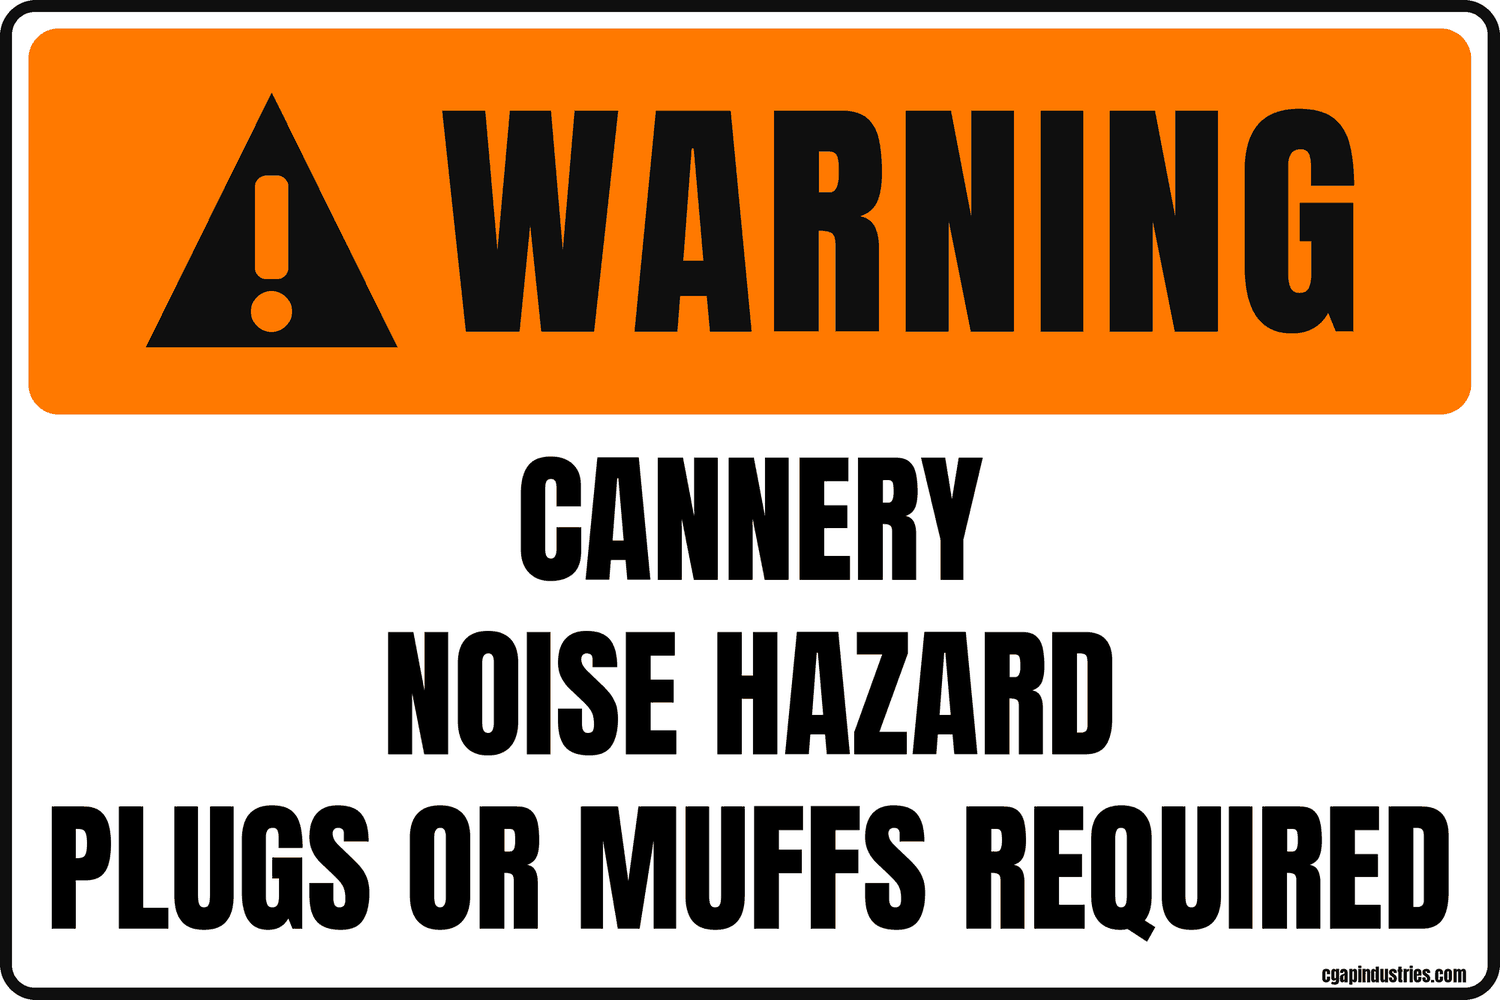 WARNING
CANNERY
NOISE HAZARD
PLUGS OR MUFFS REQUIRED
cgapindustries.com